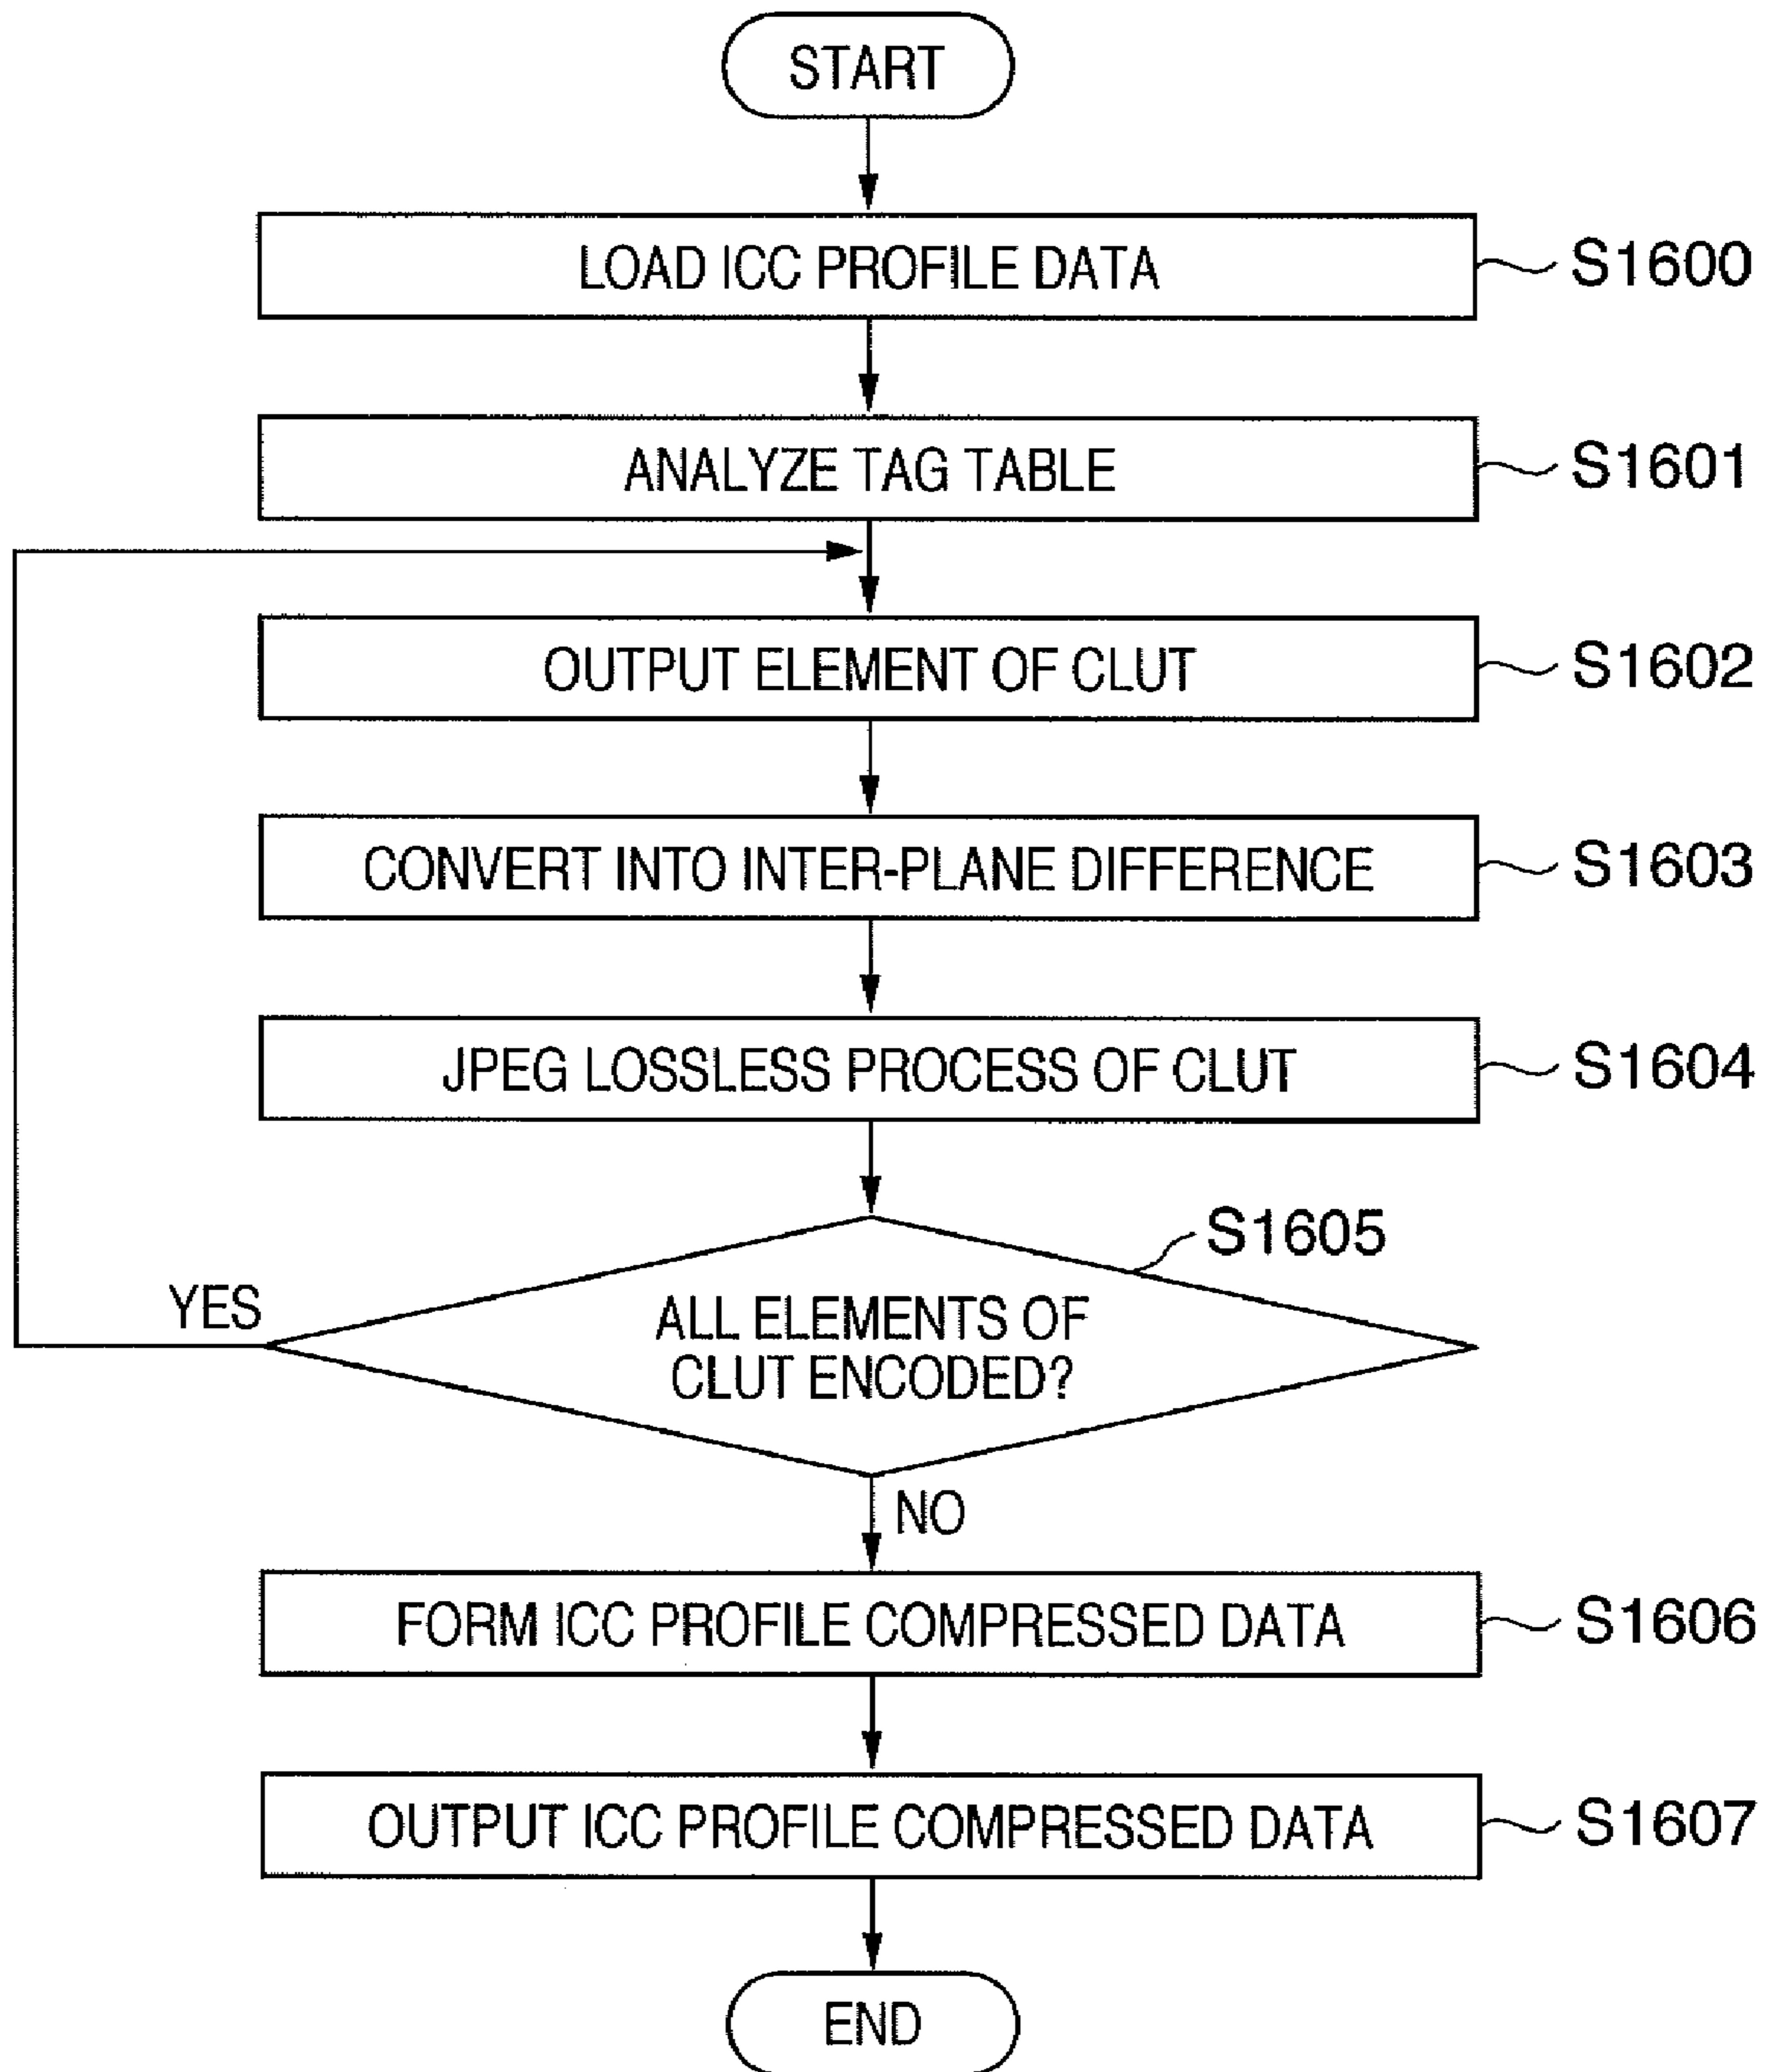 START
LOAD ICC PROFILE DATA
S1600
ANALYZE TAG TABLE
S1601
OUTPUT ELEMENT OF CLUT
S1602
CONVERT INTO INTER-PLANE DIFFERENCE
S1603
JPEG LOSSLESS PROCESS OF CLUT
S1604
S1605
YES
ALL ELEMENTS OF
CLUT ENCODED?
NO
FORM ICC PROFILE COMPRESSED DATA
S1606
OUTPUT ICC PROFILE COMPRESSED DATA
S1607
END